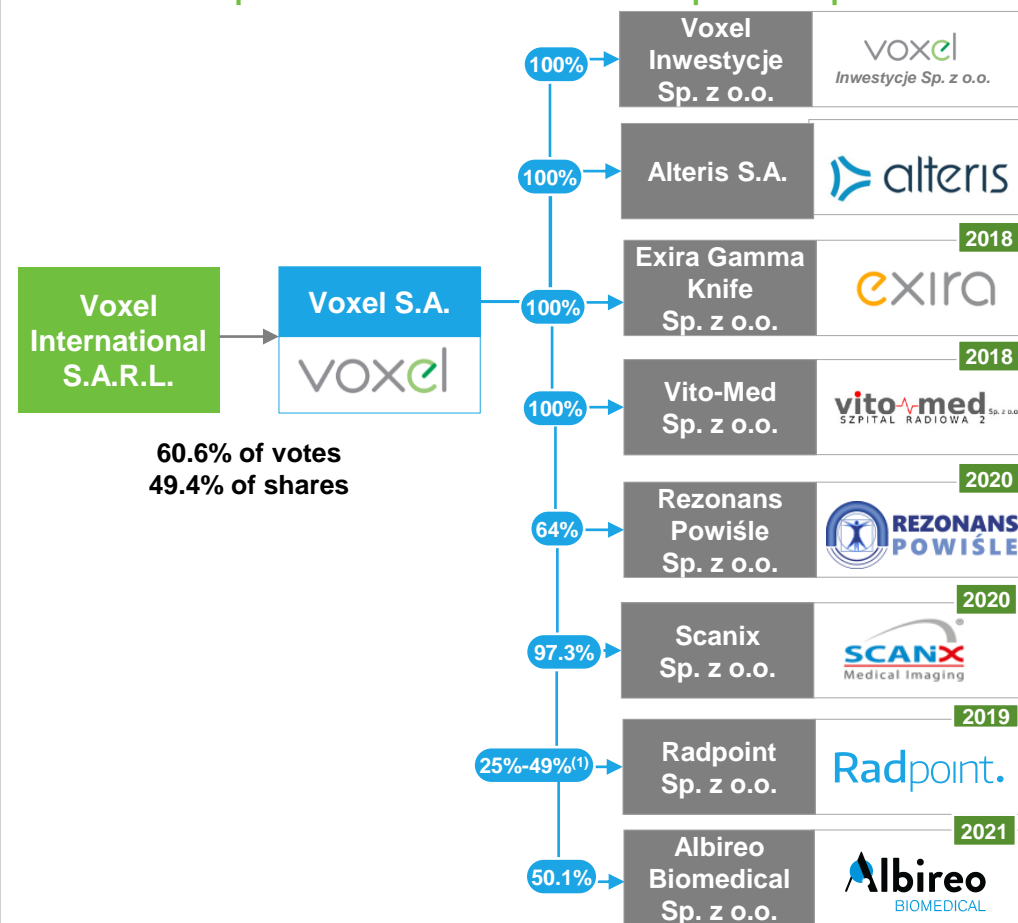 Voxel
International
S.A.R.L.
60.6% of votes
49.4% of shares
Voxel S.A.
voxel
100%
Voxel
Inwestycje
Sp. z o.o.
voxel
Inwestycje Sp. z o.o.
100%
Alteris S.A.
alteris
2018
100%
Exira Gamma
Knife
Sp. z o.o.
exira
2018
100%
Vito-Med
Sp. z o.o.
vito-med Sp. z o.o.
SZPITAL RADIOWA 2
2020
64%
Rezonans
Powiśle
Sp. z o.o.
REZONANS
POWIŚLE
2020
97.3%
Scanix
Sp. z o.o.
SCANiX
Medical Imaging
2019
25%-49%(1)
Radpoint
Sp. z o.o.
Radpoint.
2021
50.1%
Albireo
Biomedical
Sp. z o.o.
Albireo
BIOMEDICAL